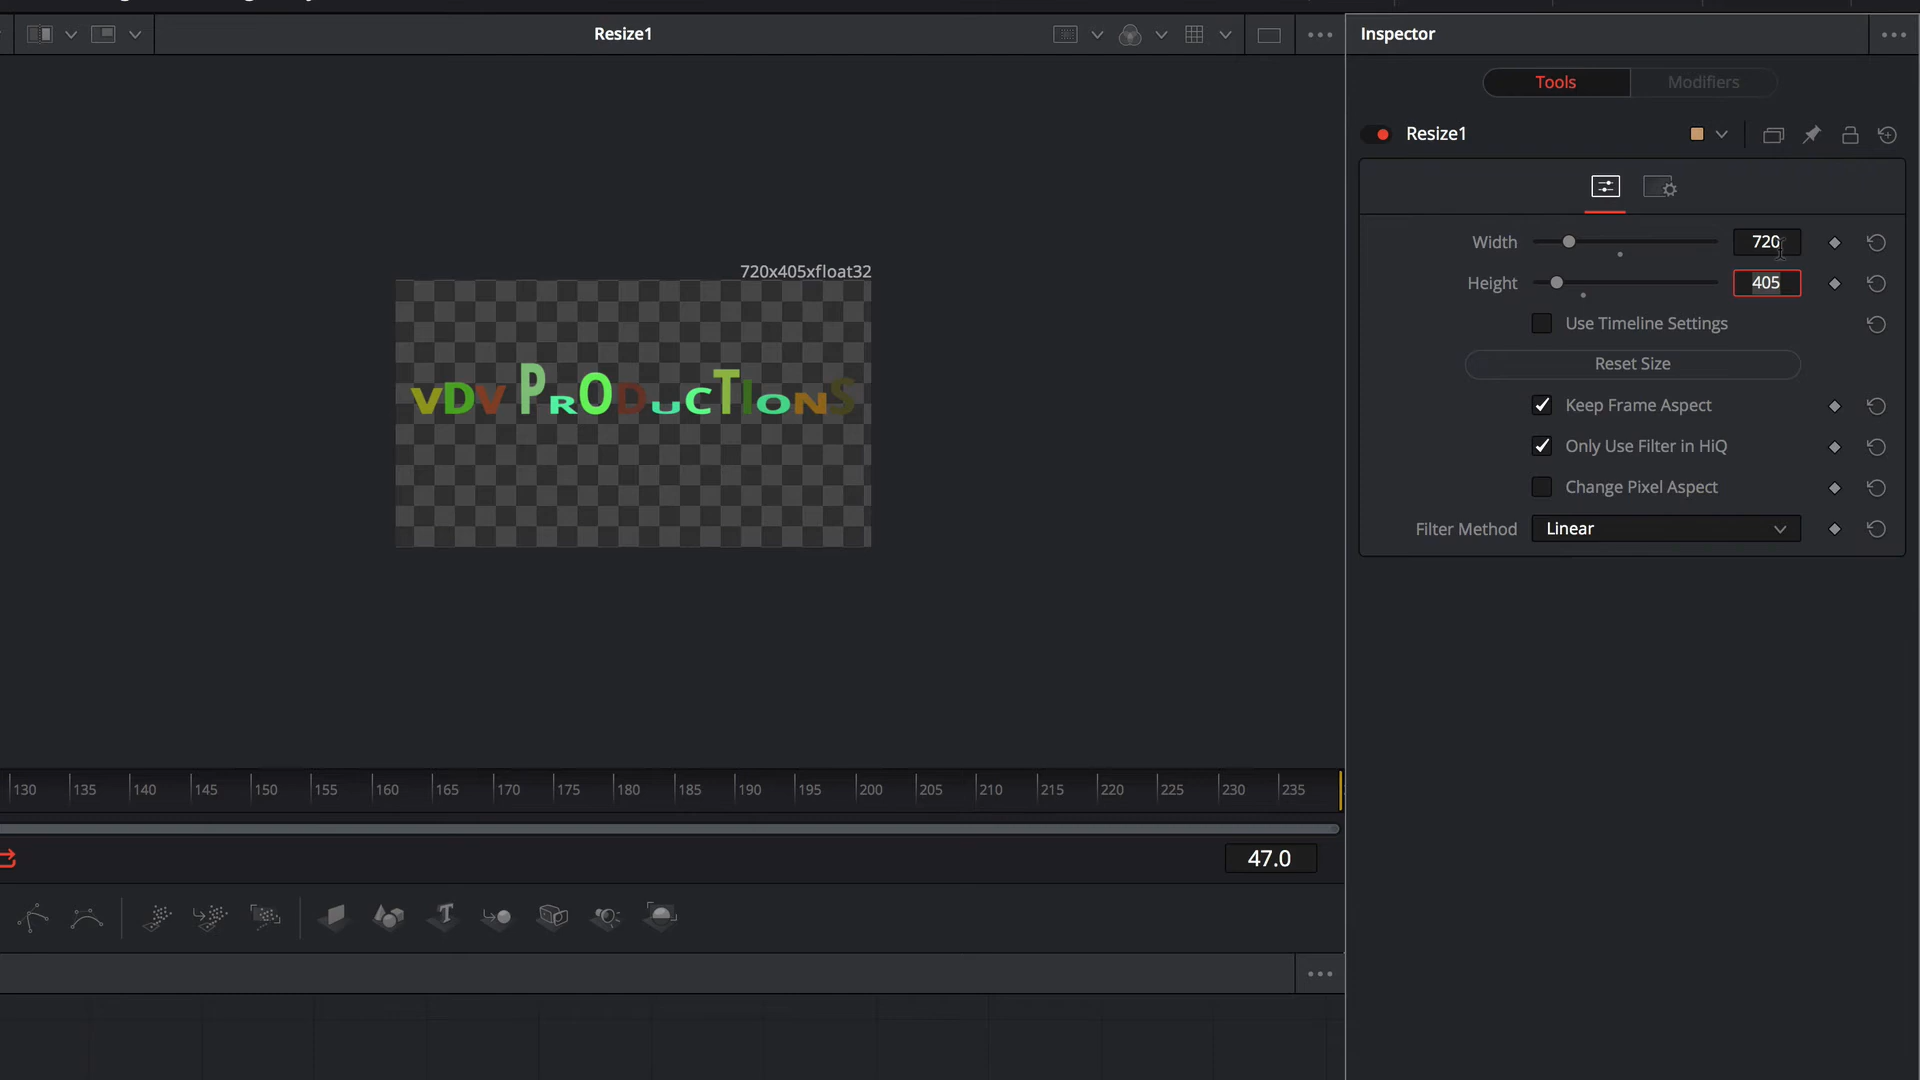 Resize1
Inspector
Tools
Modifiers
Resize1
720x405xfloat32
Width
720
Height
405
Use Timeline Settings
Reset Size
Keep Frame Aspect
Only Use Filter in HiQ
Change Pixel Aspect
Filter Method
Linear
VDV PrODucTIoNS
130 135 140 145 150 155 160 165 170 175 180 185 190 195 200 205 210 215 220 225 230 235
47.0